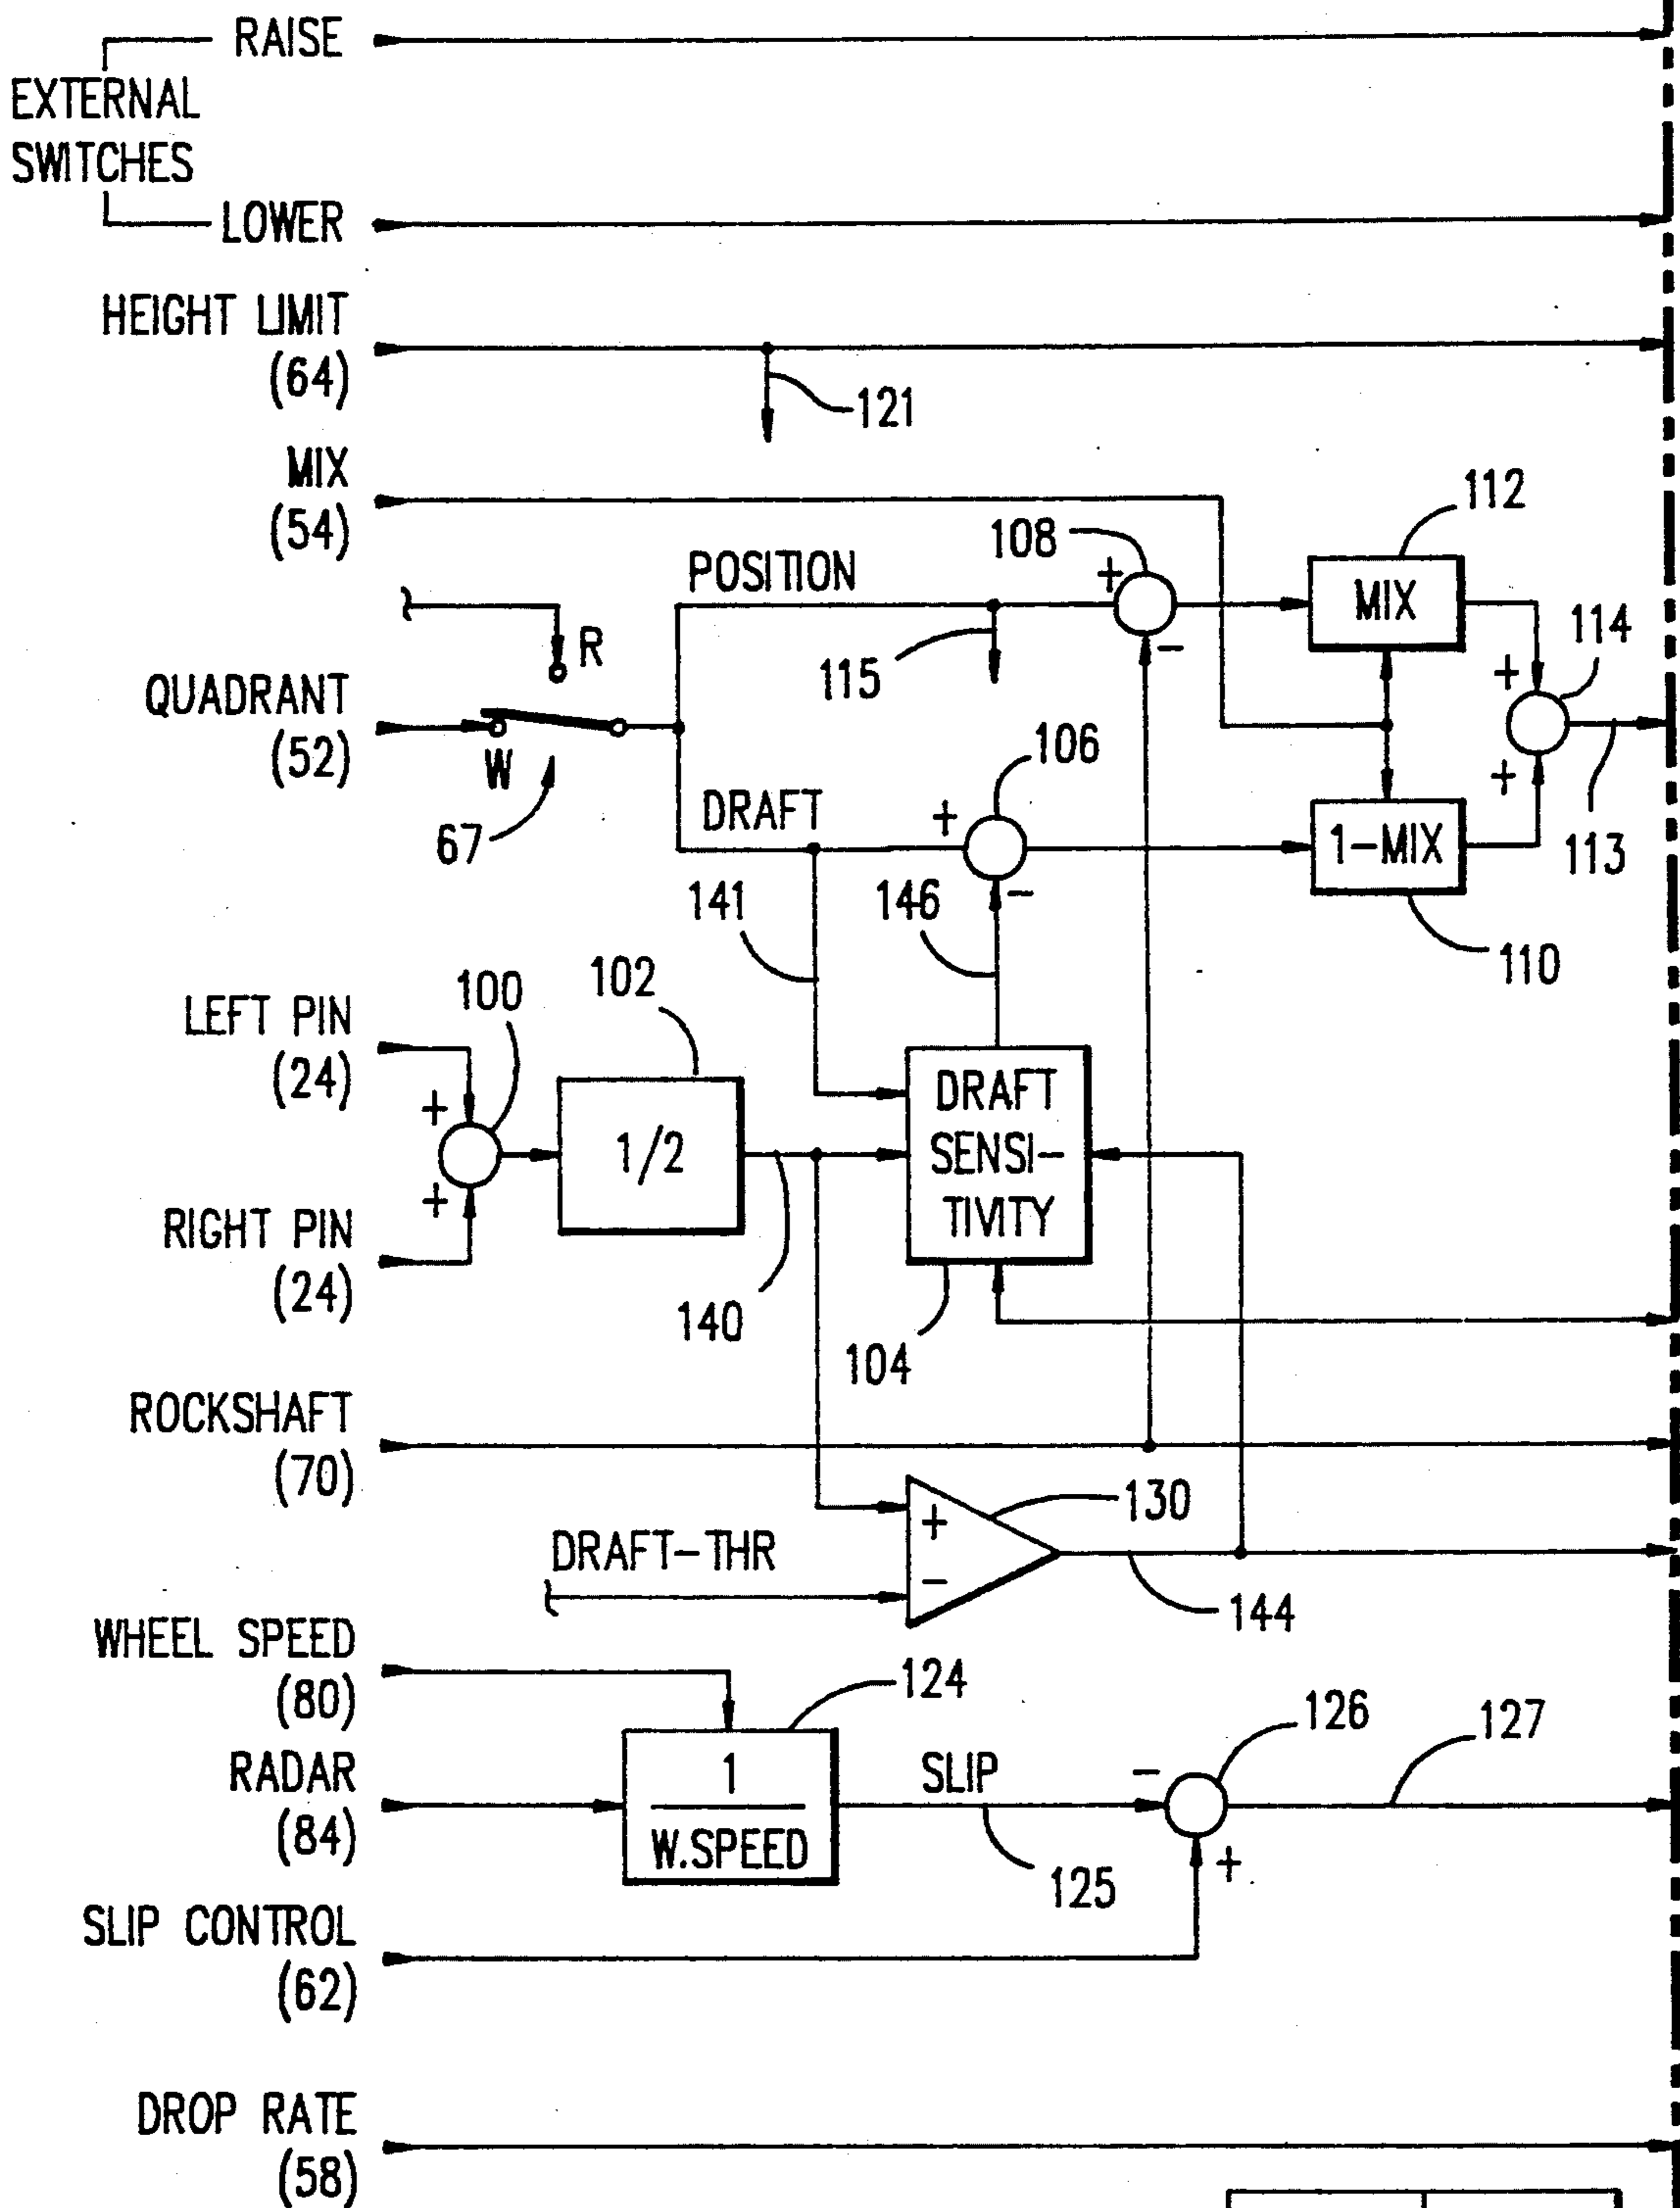 RAISE
EXTERNAL
SWITCHES
LOWER
HEIGHT LIMIT
(64)
121
MIX
(54)
112
108
POSITION
+
MIX
114
R
-
115
+
QUADRANT
(52)
W
106
+
67
DRAFT
+
1-MIX
113
-
141
146
110
LEFT PIN
(24)
100
102
DRAFT
SENSI-
TIVITY
+
1/2
+
RIGHT PIN
(24)
140
104
ROCKSHAFT
(70)
130
+
DRAFT-THR
-
144
WHEEL SPEED
(80)
124
126
127
RADAR
(84)
1
W.SPEED
SLIP
-
+
125
SLIP CONTROL
(62)
DROP RATE
(58)